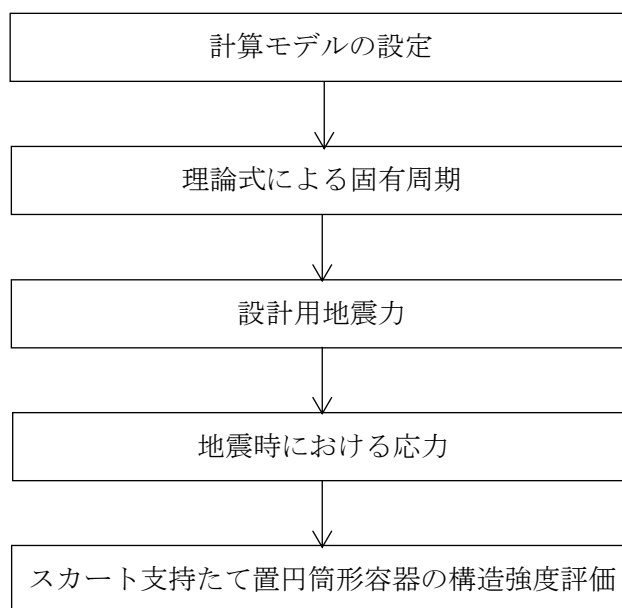 計算モデルの設定
理論式による固有周期
設計用地震力
地震時における応力
スカート支持たて置円筒形容器の構造強度評価